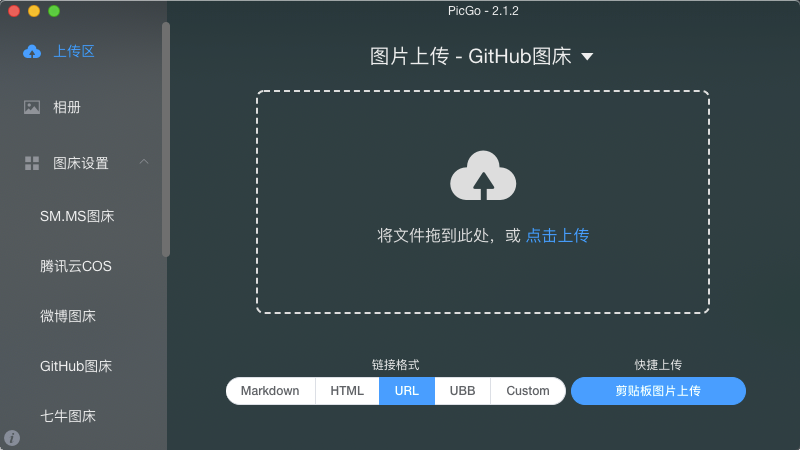 PicGo - 2.1.2
上传区
相册
图床设置
SM.MS图床
腾讯云COS
微博图床
GitHub图床
七牛图床
图片上传 - GitHub图床
将文件拖到此处，或 点击上传
链接格式
Markdown HTML URL UBB Custom
快捷上传
剪贴板图片上传
i